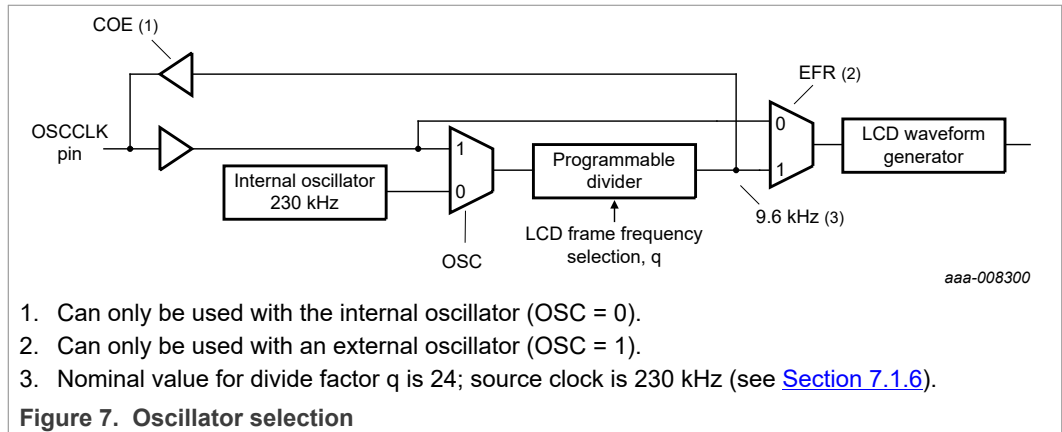 COE (1)
EFR (2)
OSCCLK
pin
1
0
Internal oscillator
230 kHz
OSC
Programmable
divider
LCD frame frequency
selection, q
0
1
9.6 kHz (3)
LCD waveform
generator
aaa-008300
1. Can only be used with the internal oscillator (OSC = 0).
2. Can only be used with an external oscillator (OSC = 1).
3. Nominal value for divide factor q is 24; source clock is 230 kHz (see Section 7.1.6).
Figure 7. Oscillator selection